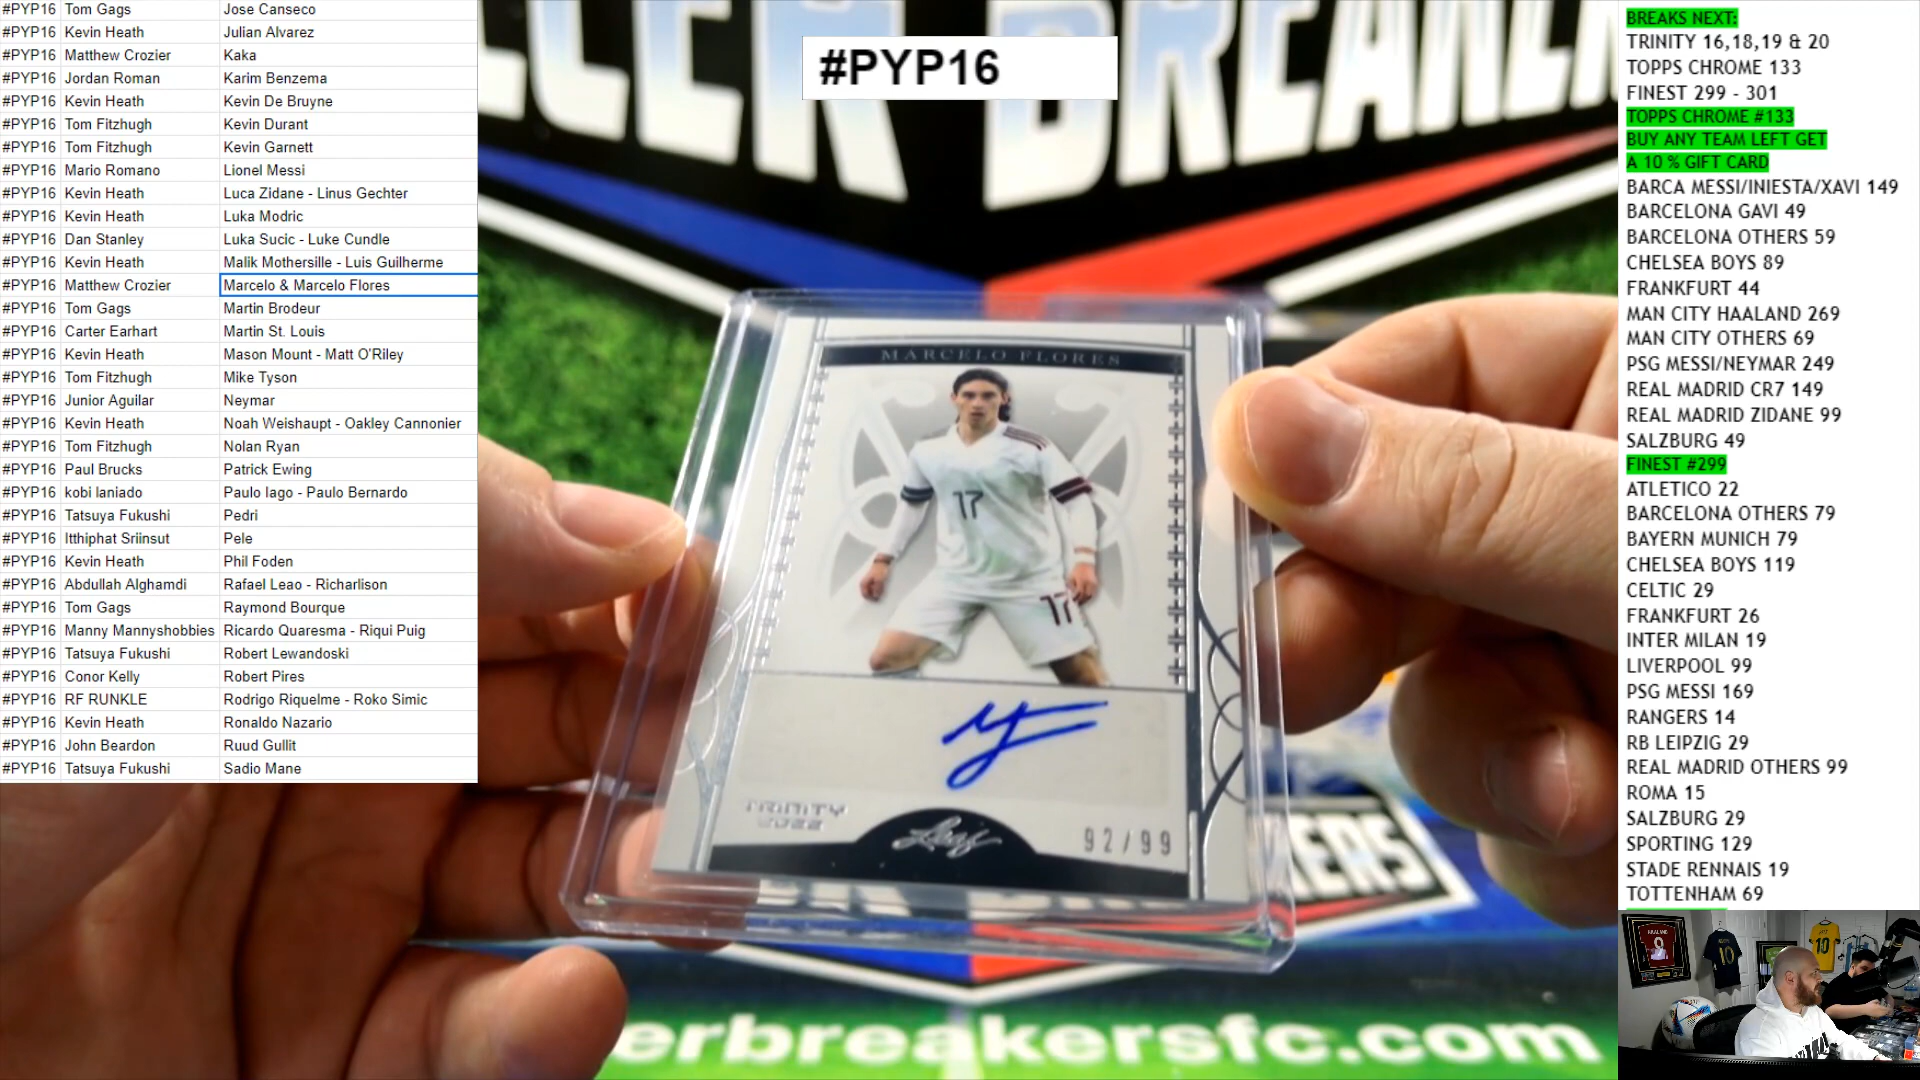 #PYP16 Tom Gags Jose Canseco
#PYP16 Kevin Heath Julian Alvarez
#PYP16 Matthew Crozier Kaka
#PYP16 Jordan Roman Karim Benzema
#PYP16 Kevin Heath Kevin De Bruyne
#PYP16 Tom Fitzhugh Kevin Durant
#PYP16 Tom Fitzhugh Kevin Garnett
#PYP16 Mario Romano Lionel Messi
#PYP16 Kevin Heath Luca Zidane - Linus Gechter
#PYP16 Kevin Heath Luka Modric
#PYP16 Dan Stanley Luka Sucic - Luke Cundle
#PYP16 Kevin Heath Malik Mothersille - Luis Guilherme
#PYP16 Matthew Crozier Marcelo & Marcelo Flores
#PYP16 Tom Gags Martin Brodeur
#PYP16 Carter Earhart Martin St. Louis
#PYP16 Kevin Heath Mason Mount - Matt O'Riley
#PYP16 Tom Fitzhugh Mike Tyson
#PYP16 Junior Aguilar Neymar
#PYP16 Kevin Heath Noah Weishaupt - Oakley Cannonier
#PYP16 Tom Fitzhugh Nolan Ryan
#PYP16 Paul Brucks Patrick Ewing
#PYP16 kobi laniado Paulo Iago - Paulo Bernardo
#PYP16 Tatsuya Fukushi Pedri
#PYP16 Itthiphat Sriinsut Pele
#PYP16 Kevin Heath Phil Foden
#PYP16 Abdullah Alghamdi Rafael Leao - Richarlison
#PYP16 Tom Gags Raymond Bourque
#PYP16 Manny Mannyshobbies Ricardo Quaresma - Riqui Puig
#PYP16 Tatsuya Fukushi Robert Lewandoski
#PYP16 Conor Kelly Robert Pires
#PYP16 RF RUNKLE Rodrigo Riquelme - Roko Simic
#PYP16 Kevin Heath Ronaldo Nazario
#PYP16 John Beardon Ruud Gullit
#PYP16 Tatsuya Fukushi Sadio Mane
#PYP16
MARCELO FLORES
17
17
TRINITY
2022
Leaf
92/99
erbreakersfc.com
BREAKS NEXT:
TRINITY 16,18,19 & 20
TOPPS CHROME 133
FINEST 299 - 301
TOPPS CHROME #133
BUY ANY TEAM LEFT GET
A 10 % GIFT CARD
BARCA MESSI/INIESTA/XAVI 149
BARCELONA GAVI 49
BARCELONA OTHERS 59
CHELSEA BOYS 89
FRANKFURT 44
MAN CITY HAALAND 269
MAN CITY OTHERS 69
PSG MESSI/NEYMAR 249
REAL MADRID CR7 149
REAL MADRID ZIDANE 99
SALZBURG 49
FINEST #299
ATLETICO 22
BARCELONA OTHERS 79
BAYERN MUNICH 79
CHELSEA BOYS 119
CELTIC 29
FRANKFURT 26
INTER MILAN 19
LIVERPOOL 99
PSG MESSI 169
RANGERS 14
RB LEIPZIG 29
REAL MADRID OTHERS 99
ROMA 15
SALZBURG 29
SPORTING 129
STADE RENNAIS 19
TOTTENHAM 69
10
10